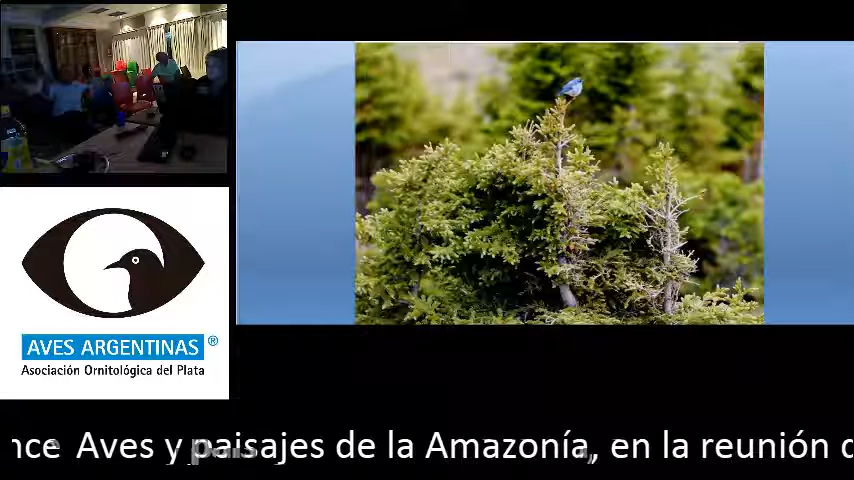 AVES ARGENTINAS ®
Asociación Ornitológica del Plata
Aves y paisajes de la Amazonía, en la reunión